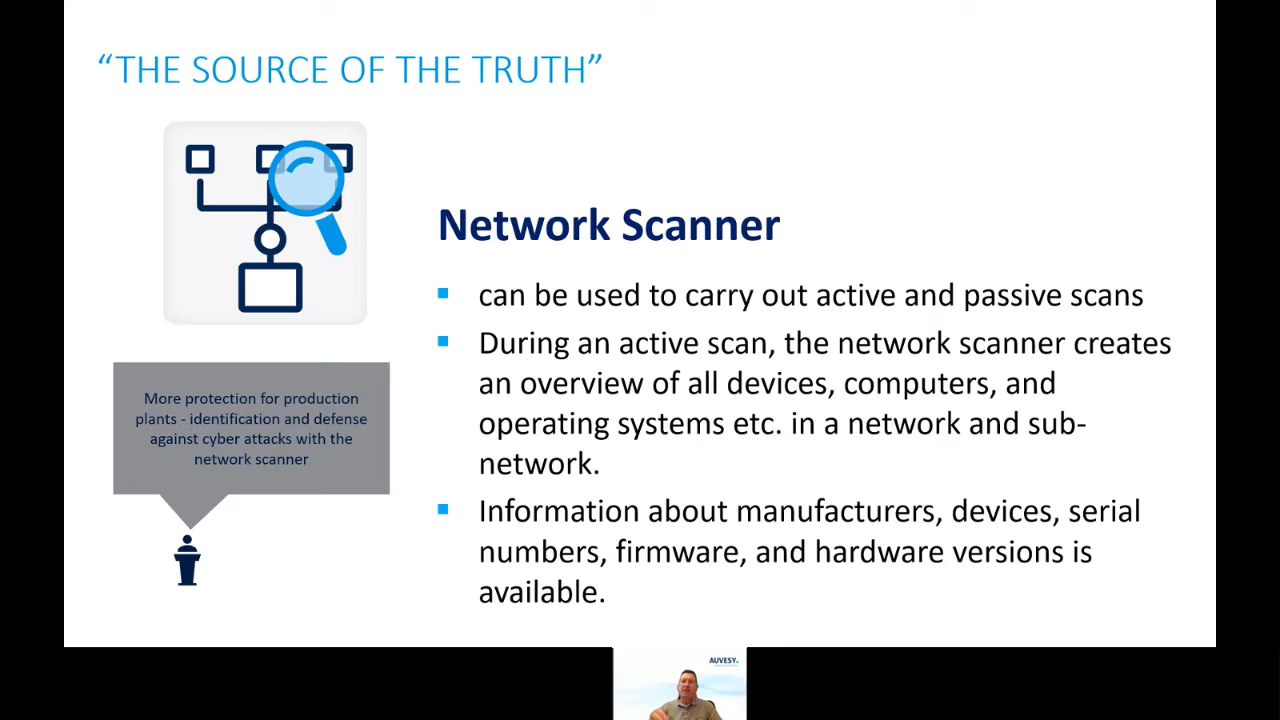 “THE SOURCE OF THE TRUTH”
Network Scanner
can be used to carry out active and passive scans
During an active scan, the network scanner creates
an overview of all devices, computers, and
operating systems etc. in a network and sub-
network.
Information about manufacturers, devices, serial
numbers, firmware, and hardware versions is
available.
More protection for production
plants - identification and defense
against cyber attacks with the
network scanner
AUVESY